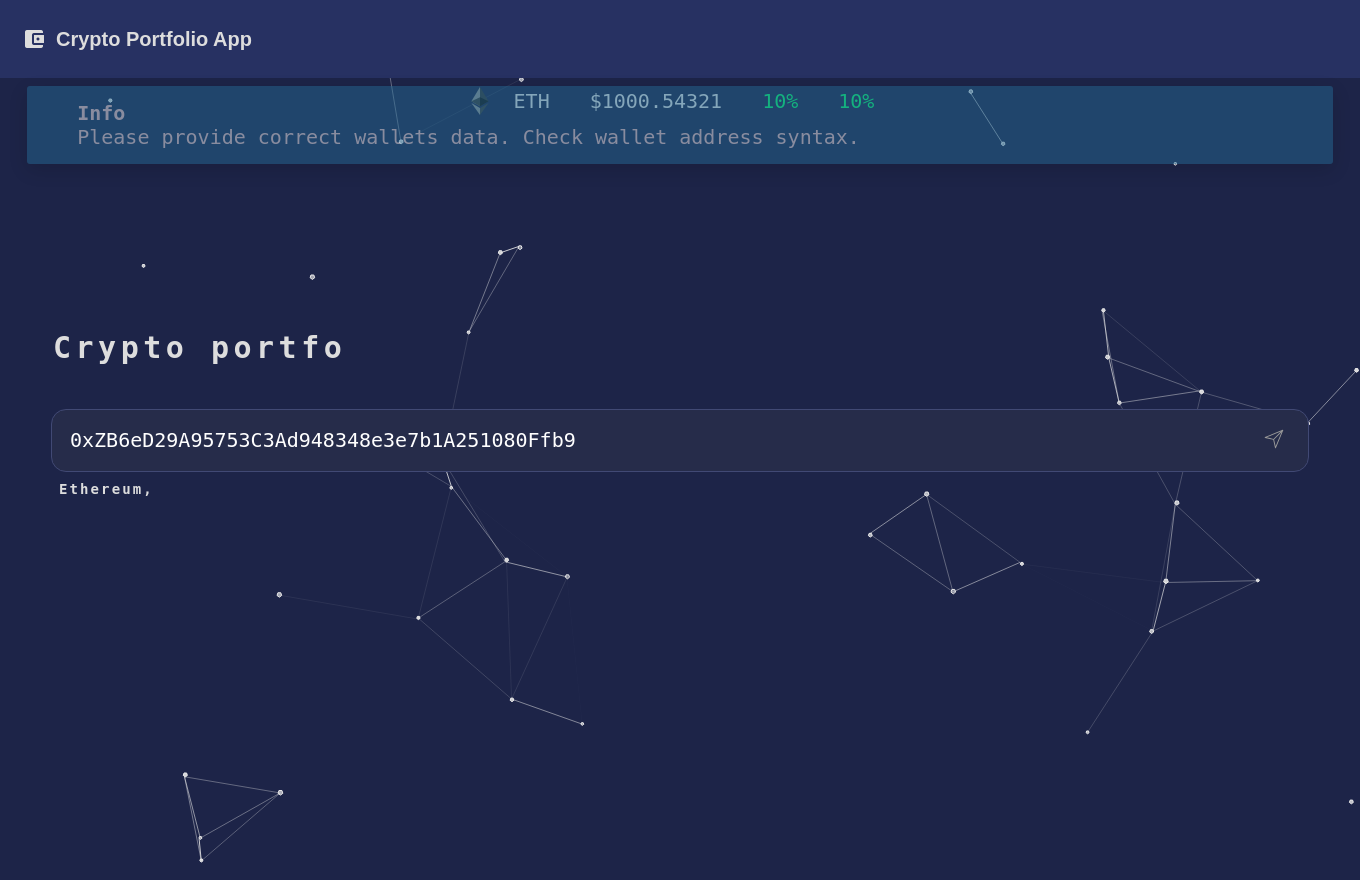 Crypto Portfolio App
ETH $1000.54321 10% 10%
Info
Please provide correct wallets data. Check wallet address syntax.
Crypto portfo
0xZB6eD29A95753C3Ad948348e3e7b1A251080Ffb9
Ethereum,